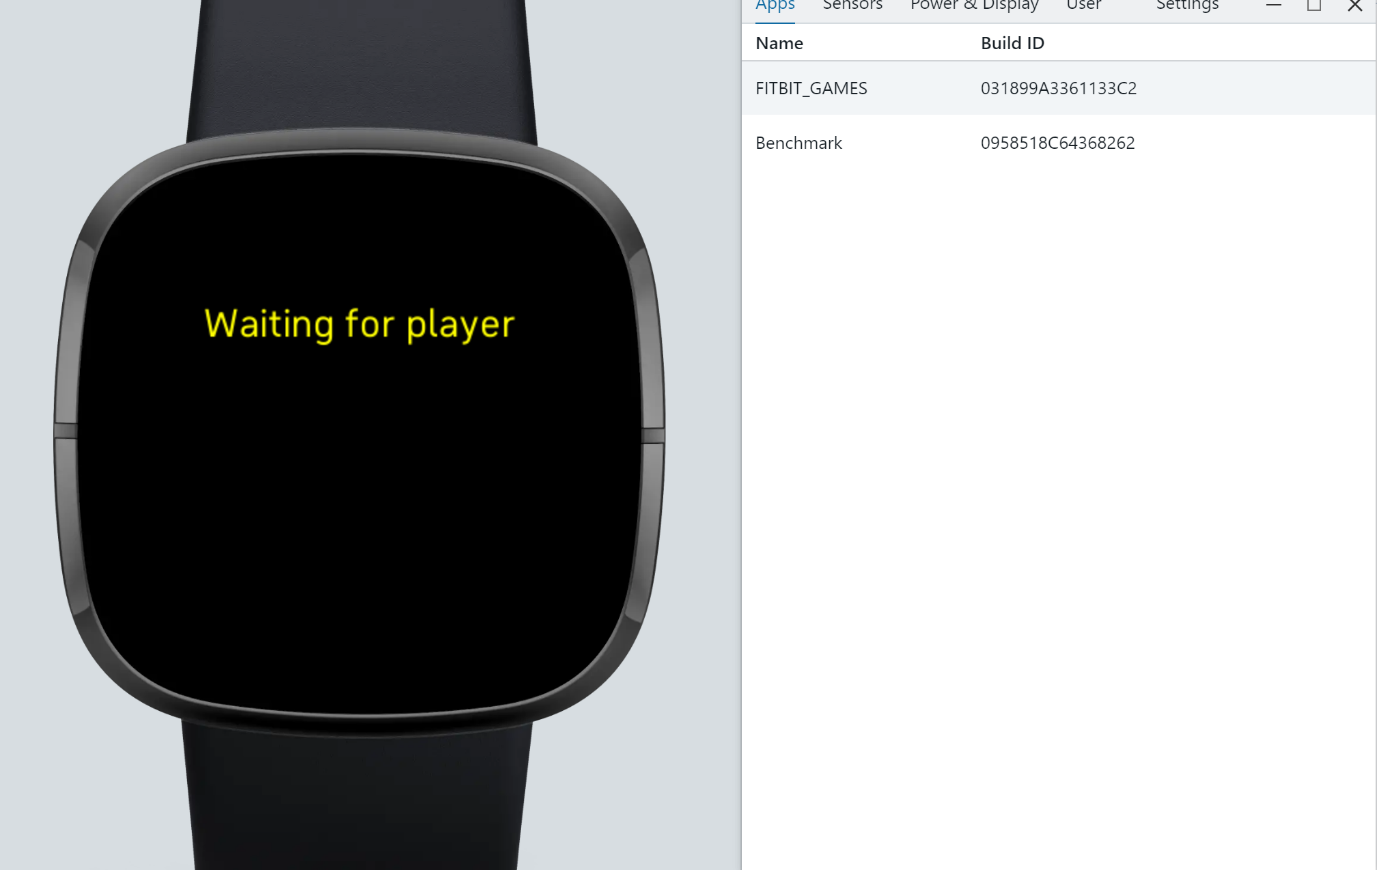 Waiting for player
Apps Sensors Power & Display User Settings
Name Build ID
FITBIT_GAMES 031899A3361133C2
Benchmark 0958518C64368262